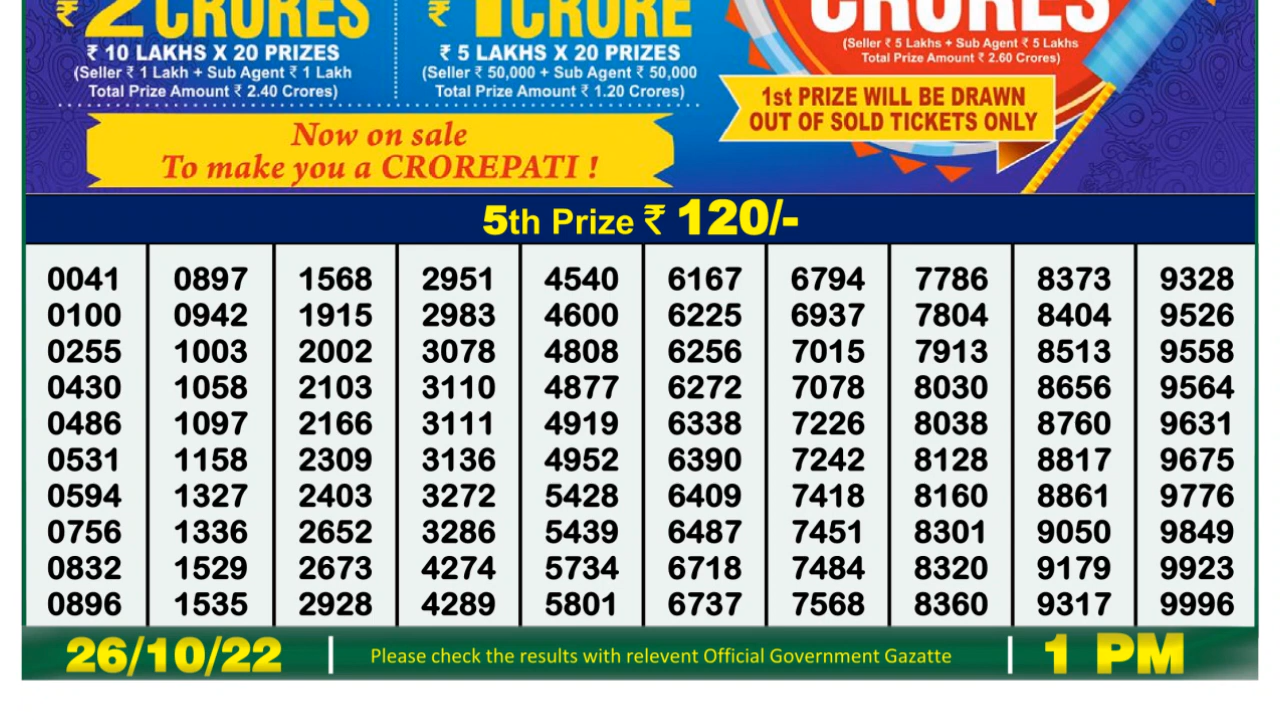 ₹ 2 CRORES
₹ 10 LAKHS X 20 PRIZES
(Seller ₹ 1 Lakh + Sub Agent ₹ 1 Lakh
Total Prize Amount ₹ 2.40 Crores)
₹ 1 CRORE
₹ 5 LAKHS X 20 PRIZES
(Seller ₹ 50,000 + Sub Agent ₹ 50,000
Total Prize Amount ₹ 1.20 Crores)
CRORES
(Seller ₹ 5 Lakhs + Sub Agent ₹ 5 Lakhs
Total Prize Amount ₹ 2.60 Crores)
1st PRIZE WILL BE DRAWN
OUT OF SOLD TICKETS ONLY
Now on sale
To make you a CROREPATI !
5th Prize ₹ 120/-
0041 0897 1568 2951 4540 6167 6794 7786 8373 9328
0100 0942 1915 2983 4600 6225 6937 7804 8404 9526
0255 1003 2002 3078 4808 6256 7015 7913 8513 9558
0430 1058 2103 3110 4877 6272 7078 8030 8656 9564
0486 1097 2166 3111 4919 6338 7226 8038 8760 9631
0531 1158 2309 3136 4952 6390 7242 8128 8817 9675
0594 1327 2403 3272 5428 6409 7418 8160 8861 9776
0756 1336 2652 3286 5439 6487 7451 8301 9050 9849
0832 1529 2673 4274 5734 6718 7484 8320 9179 9923
0896 1535 2928 4289 5801 6737 7568 8360 9317 9996
26/10/22 Please check the results with relevent Official Government Gazatte 1 PM